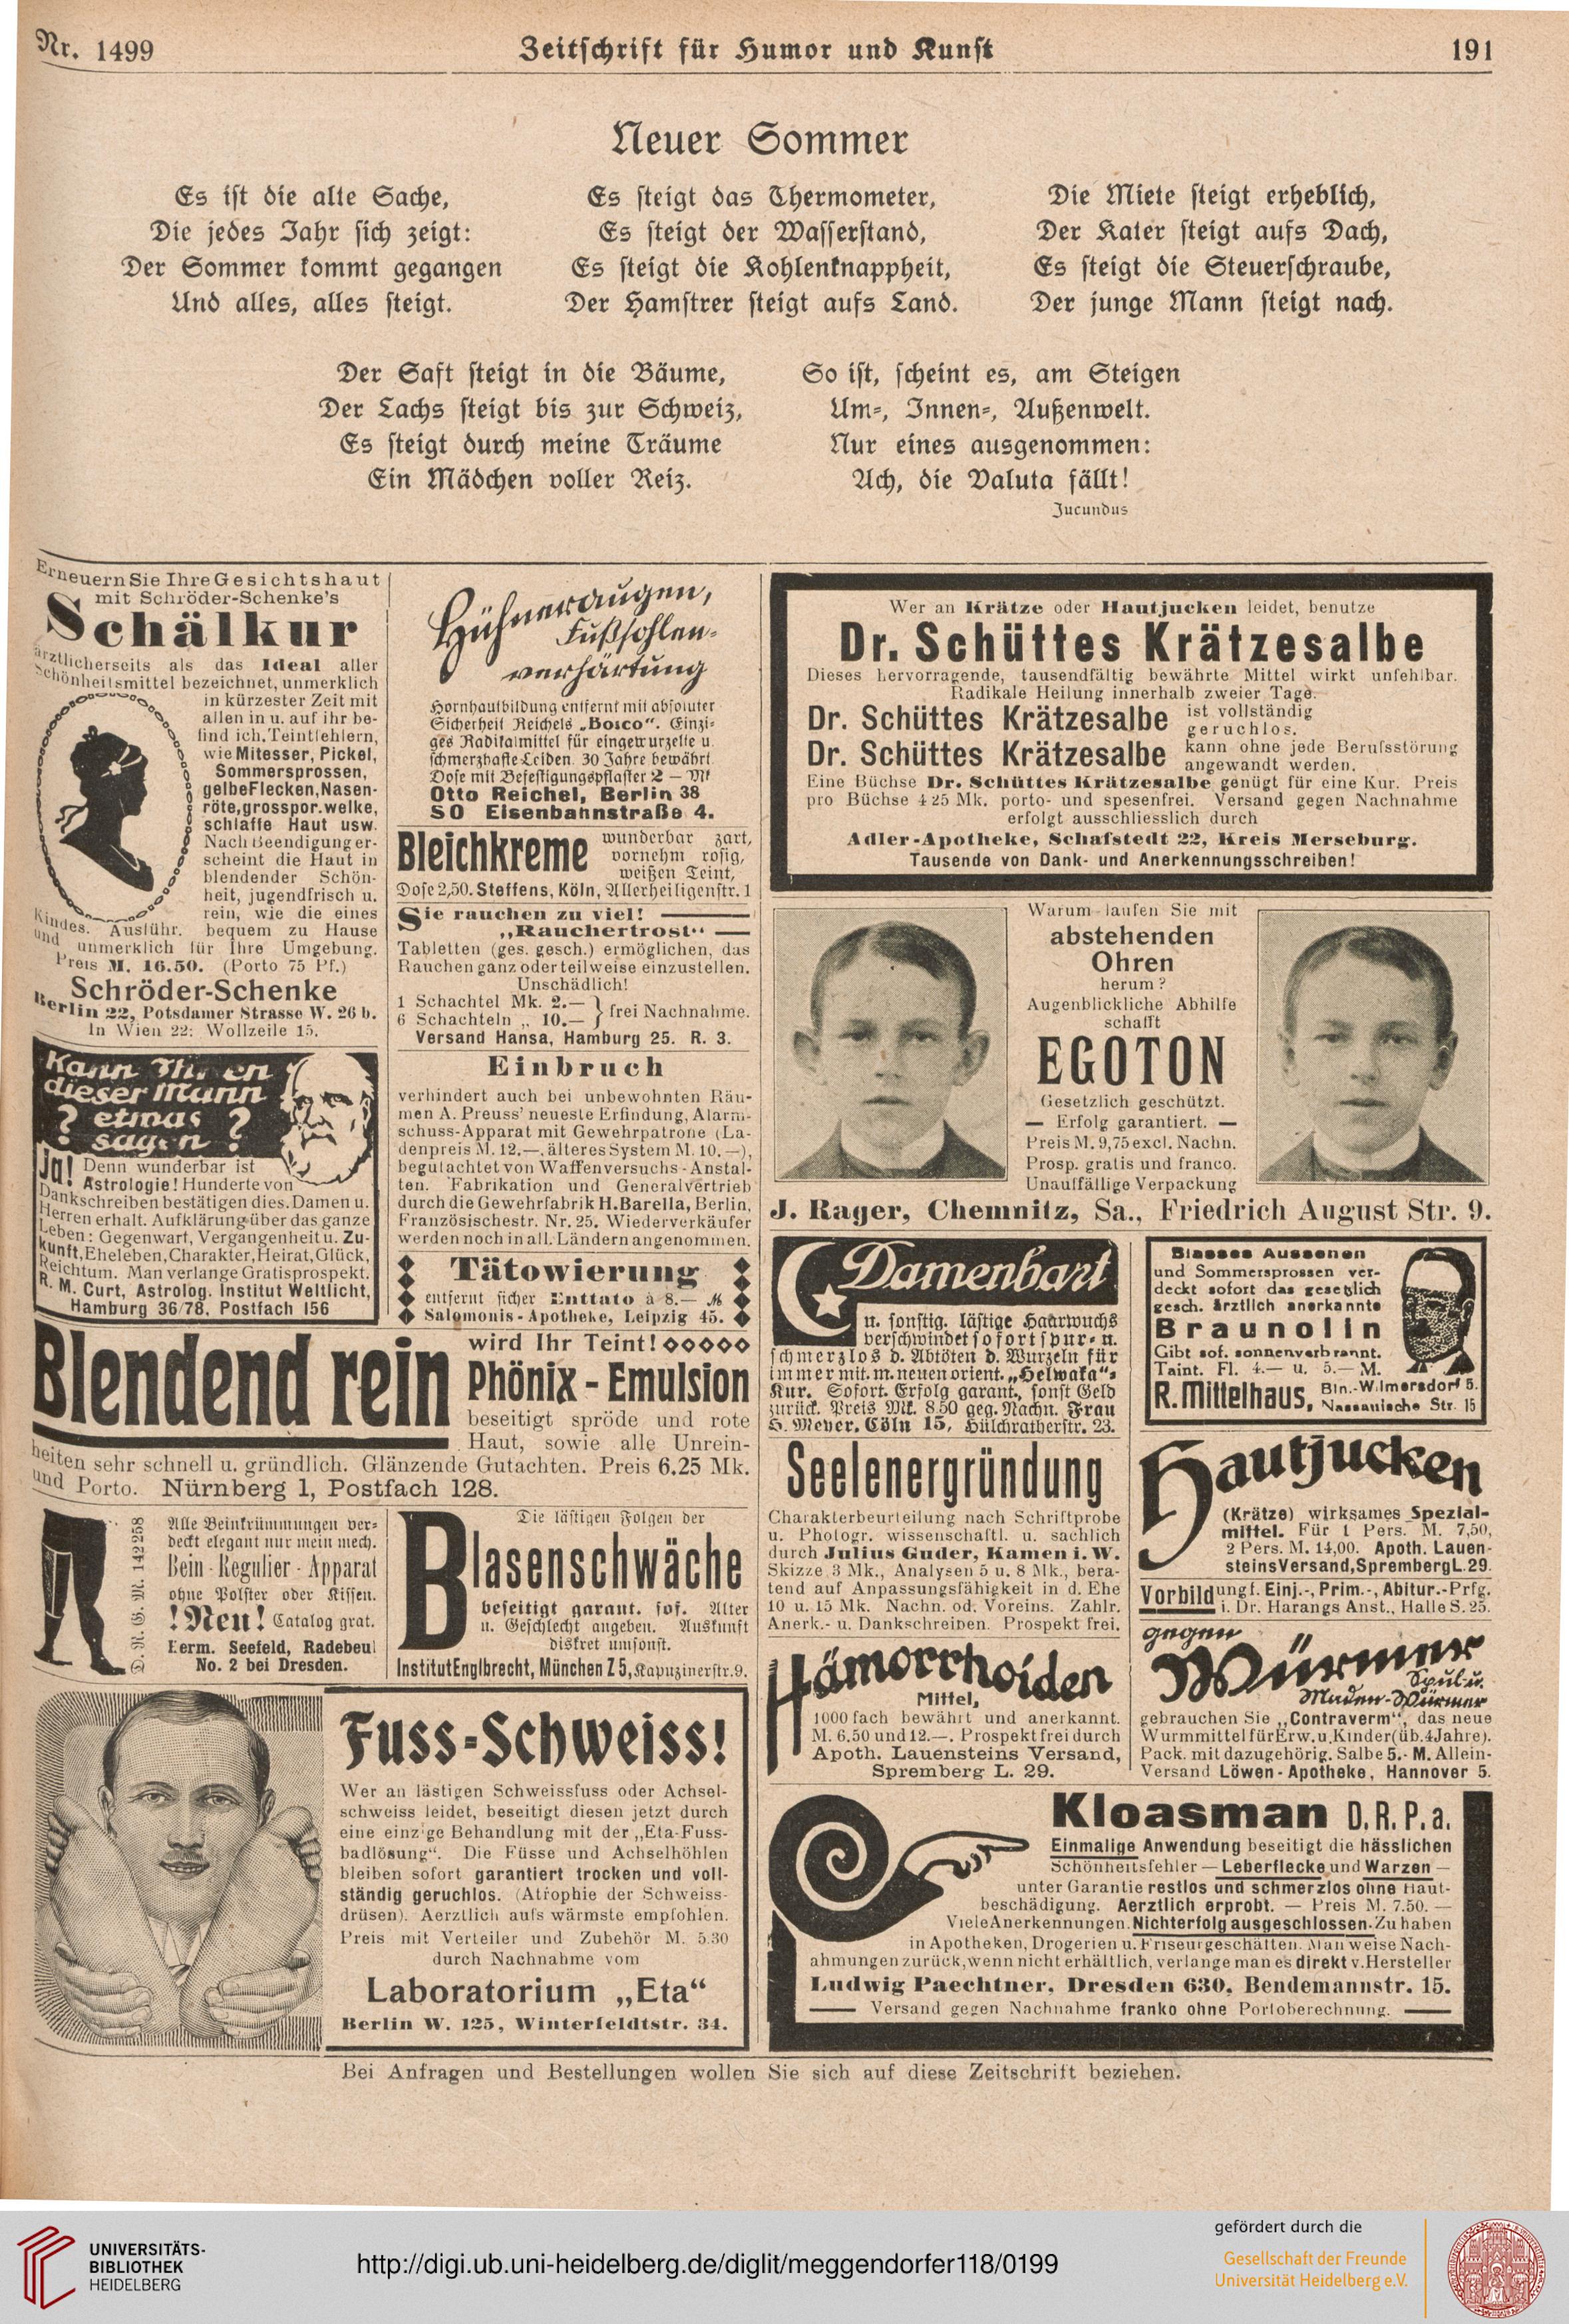 Nr. 1499
Zeitschrift für Humor und Kunst
191
Neuer Sommer
Es ist die alte Sache,
Die jedes Jahr sich zeigt:
Der Sommer kommt gegangen
Und alles, alles steigt.
Es steigt das Thermometer,
Es steigt der Wasserstand,
Es steigt die Kohlenknappheit,
Der Hamstrer steigt aufs Land.
Die Miete steigt erheblich,
Der Kater steigt aufs Dach,
Es steigt die Steuerschraube,
Der junge Mann steigt nach.
Der Saft steigt in die Bäume,
Der Lachs steigt bis zur Schweiz,
Es steigt durch meine Träume
Ein Mädchen voller Reiz.
So ist, scheint es, am Steigen
Um-, Innen-, Außenwelt.
Nur eines ausgenommen:
Ach, die Valuta fällt!
Jucundus
Erneuern Sie Ihre Gesichtshaut
mit Schröder-Schenke's
Schälkur
ärztlicherseits als das Ideal aller
Schönheitsmittel bezeichnet, unmerklich
in kürzester Zeit mit
allen in u. auf ihr be-
find ich. Teintfehlern,
wie Mitesser, Pickel,
Sommersprossen,
gelbe Flecken, Nasen-
röte, grosspor. welke,
schlaffe Haut usw.
Nach Beendigung er-
scheint die Haut in
blendender Schön-
heit, jugendfrisch u.
rein, wie die eines
Kindes. Ausführ. bequem zu Hause
und unmerklich für Ihre Umgebung.
Preis M. 16.50. (Porto 75 Pf.)
Schröder-Schenke
Berlin 22, Potsdamer Strasse W. 26 b.
In Wien 22: Wollzeile 15.
Kann Ihnen
dieser Mann
? etwas ?
sagen
Ja! Denn wunderbar ist
Astrologie! Hunderte von
Dankschreiben bestätigen dies. Damen u.
Herren erhalt. Aufklärung über das ganze
Leben: Gegenwart, Vergangenheit u. Zu-
kunft, Eheleben, Charakter, Heirat, Glück,
Reichtum. Man verlange Gratisprospekt.
R. M. Curt, Astrolog. Institut Weltlicht,
Hamburg 36/78, Postfach 156
Hühneraugen,
Fußsohlen-
verhärtung
Hornhautbildung entfernt mit absoluter
Sicherheit Reichels „Bosco“. Einzi-
ges Radikalmittel für eingewurzelte u.
schmerzhafte Leiden. 30 Jahre bewährt.
Dose mit Befestigungspflaster 2 – Mk
Otto Reichel, Berlin 38
SO Eisenbahnstraße 4.
Bleichkreme wunderbar zart,
vornehm rosig,
weißen Teint,
Dose 2,50. Steffens, Köln, Allerheiligenstr. 1
Sie rauchen zu viel!
„Rauchertrost“
Tabletten (ges. gesch.) ermöglichen, das
Rauchen ganz oder teilweise einzustellen.
Unschädlich!
1 Schachtel Mk. 2.—
6 Schachteln „ 10.— } frei Nachnahme.
Versand Hansa, Hamburg 25. R. 3.
Einbruch
verhindert auch bei unbewohnten Räu-
men A. Preuss' neueste Erfindung, Alarm-
schuss-Apparat mit Gewehrpatrone (La-
denpreis M. 12.—, älteres System M. 10.—),
begutachtet von Waffenversuchs-Anstal-
ten. Fabrikation und Generalvertrieb
durch die Gewehrfabrik H. Barella, Berlin,
Französischestr. Nr. 25. Wiederverkäufer
werden noch in all. Ländern angenommen.
Tätowierung
entfernt sicher Enttato à 8.— M
Salomonis-Apotheke, Leipzig 45.
Blendend rein wird Ihr Teint!
Phönix - Emulsion
beseitigt spröde und rote
Haut, sowie alle Unrein-
heiten sehr schnell u. gründlich. Glänzende Gutachten. Preis 6.25 Mk.
und Porto. Nürnberg 1, Postfach 128.
D. R. G. M. 142 258
Alle Beinkrümmungen ver-
deckt elegant nur mein mech.
Bein-Regulier-Apparat
ohne Polster oder Kissen.
!Neu! Catalog grat.
Herm. Seefeld, Radebeul
No. 2 bei Dresden.
Die lästigen Folgen der
Blasenschwäche
beseitigt garant. sof. Alter
u. Geschlecht angeben. Auskunft
diskret umsonst.
Institut Englbrecht, München Z 5, Kapuzinerstr. 9.
Fuss-Schweiss!
Wer an lästigen Schweissfuss oder Achsel-
schweiss leidet, beseitigt diesen jetzt durch
eine einz'ge Behandlung mit der „Eta-Fuss-
badlösung“. Die Füsse und Achselhöhlen
bleiben sofort garantiert trocken und voll-
ständig geruchlos. (Atrophie der Schweiss-
drüsen). Aerztlich aufs wärmste empfohlen.
Preis mit Verteiler und Zubehör M. 5.30
durch Nachnahme vom
Laboratorium „Eta“
Berlin W. 125, Winterfeldtstr. 34.
Wer an Krätze oder Hautjucken leidet, benutze
Dr. Schüttes Krätzesalbe
Dieses hervorragende, tausendfältig bewährte Mittel wirkt unfehlbar.
Radikale Heilung innerhalb zweier Tage.
Dr. Schüttes Krätzesalbe ist vollständig
geruchlos.
Dr. Schüttes Krätzesalbe kann ohne jede Berufsstörung
angewandt werden.
Eine Büchse Dr. Schüttes Krätzesalbe genügt für eine Kur. Preis
pro Büchse 4 25 Mk. porto- und spesenfrei. Versand gegen Nachnahme
erfolgt ausschliesslich durch
Adler-Apotheke, Schafstedt 22, Kreis Merseburg.
Tausende von Dank- und Anerkennungsschreiben!
Warum laufen Sie mit
abstehenden
Ohren
herum?
Augenblickliche Abhilfe
schafft
EGOTON
Gesetzlich geschützt.
— Erfolg garantiert. —
Preis M. 9,75 excl. Nachn.
Prosp. gratis und franco.
Unauffällige Verpackung
J. Rager, Chemnitz, Sa., Friedrich August Str. 9.
Damenbart
u. sonstig. lästige Haarwuchs
verschwindet sofort spur- u.
schmerzlos d. Abtöten d. Wurzeln für
immer mit. m. neuen orient. „Helwaka“-
Kur. Sofort. Erfolg garant., sonst Geld
zurück. Preis Mk. 8.50 geg. Nachn. Frau
H. Meyer, Cöln 15, Hülchratherstr. 23.
Blasses Aussehen
und Sommersprossen ver-
deckt sofort das gesetzlich
gesch. ärztlich anerkannte
Braunolin
Gibt sof. sonnenverbrannt.
Taint. Fl. 4.— u. 5.— M.
R. Mittelhaus, Bln.-Wilmersdorf 5.
Nassauische Str. 15
Seelenergründung
Charakterbeurteilung nach Schriftprobe
u. Photogr. wissenschaftl. u. sachlich
durch Julius Guder, Kamen i. W.
Skizze 3 Mk., Analysen 5 u. 8 Mk., bera-
tend auf Anpassungsfähigkeit in d. Ehe
10 u. 15 Mk. Nachn. od. Voreins. Zahlr.
Anerk.- u. Dankschreiben. Prospekt frei.
Hautjucken
(Krätze) wirksames Spezial-
mittel. Für 1 Pers. M. 7,50,
2 Pers. M. 14,00. Apoth. Lauen-
steins Versand, Spremberg L. 29.
Vorbildung f. Einj.-, Prim.-, Abitur.-Prfg.
i. Dr. Harangs Anst., Halle S. 25.
Hämorrhoiden
Mittel,
1000 fach bewährt und anerkannt.
M. 6.50 und 12.—. Prospekt frei durch
Apoth. Lauensteins Versand,
Spremberg L. 29.
gegen
Würmer
Spul- u.
Maden-Würmer
gebrauchen Sie „Contraverm“, das neue
Wurmmittel für Erw. u. Kinder (üb. 4 Jahre).
Pack. mit dazugehörig. Salbe 5.- M. Allein-
Versand Löwen-Apotheke, Hannover 5.
Kloasman D. R. P. a.
Einmalige Anwendung beseitigt die hässlichen
Schönheitsfehler — Leberflecke und Warzen —
unter Garantie restlos und schmerzlos ohne Haut-
beschädigung. Aerztlich erprobt. — Preis M. 7.50. —
Viele Anerkennungen. Nichterfolg ausgeschlossen. Zu haben
in Apotheken, Drogerien u. Friseurgeschäften. Man weise Nach-
ahmungen zurück, wenn nicht erhältlich, verlange man es direkt v. Hersteller
Ludwig Paechtner, Dresden 630, Bendemannstr. 15.
Versand gegen Nachnahme franko ohne Portoberechnung.
Bei Anfragen und Bestellungen wollen Sie sich auf diese Zeitschrift beziehen.
UNIVERSITÄTS-
BIBLIOTHEK
HEIDELBERG
http://digi.ub.uni-heidelberg.de/diglit/meggendorfer118/0199
gefördert durch die
Gesellschaft der Freunde
Universität Heidelberg e.V.